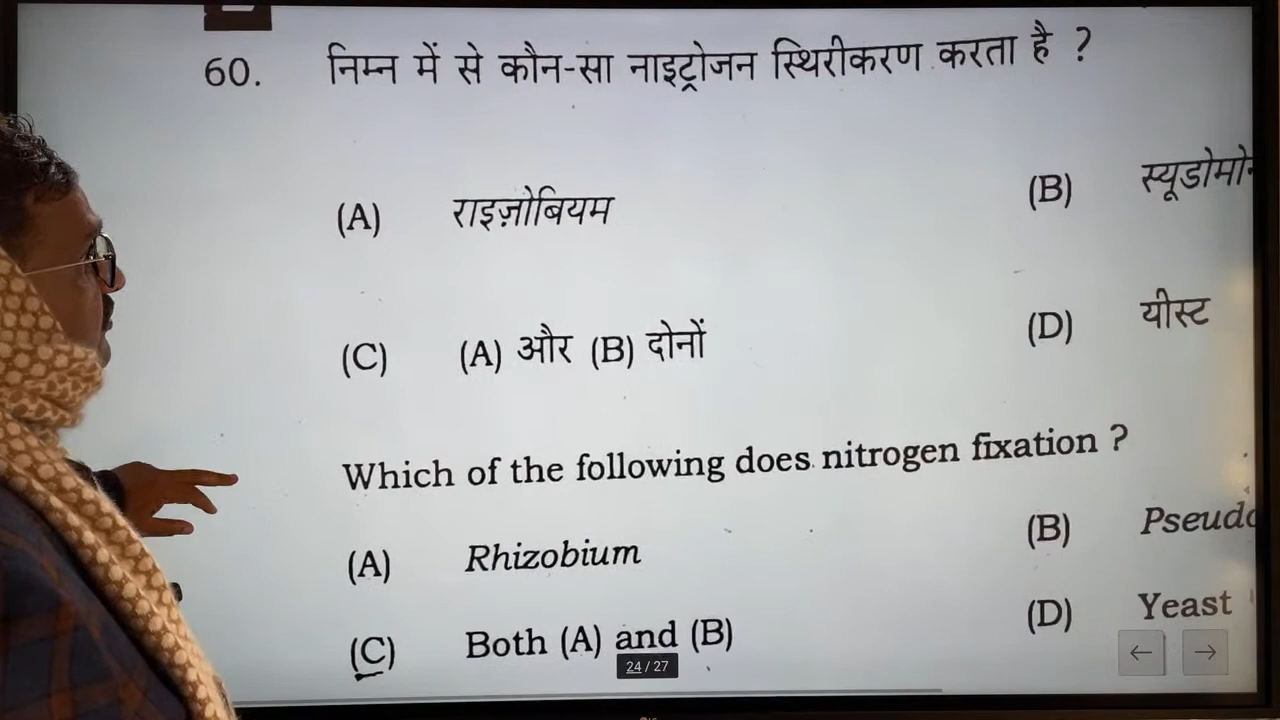 60. निम्न में से कौन-सा नाइट्रोजन स्थिरीकरण करता है ?
(A) राइज़ोबियम (B)
(C) (A) और (B) दोनों (D) यीस्ट
Which of the following does nitrogen fixation ?
(A) Rhizobium (B)
(C) Both (A) and (B) (D) Yeast
24 / 27